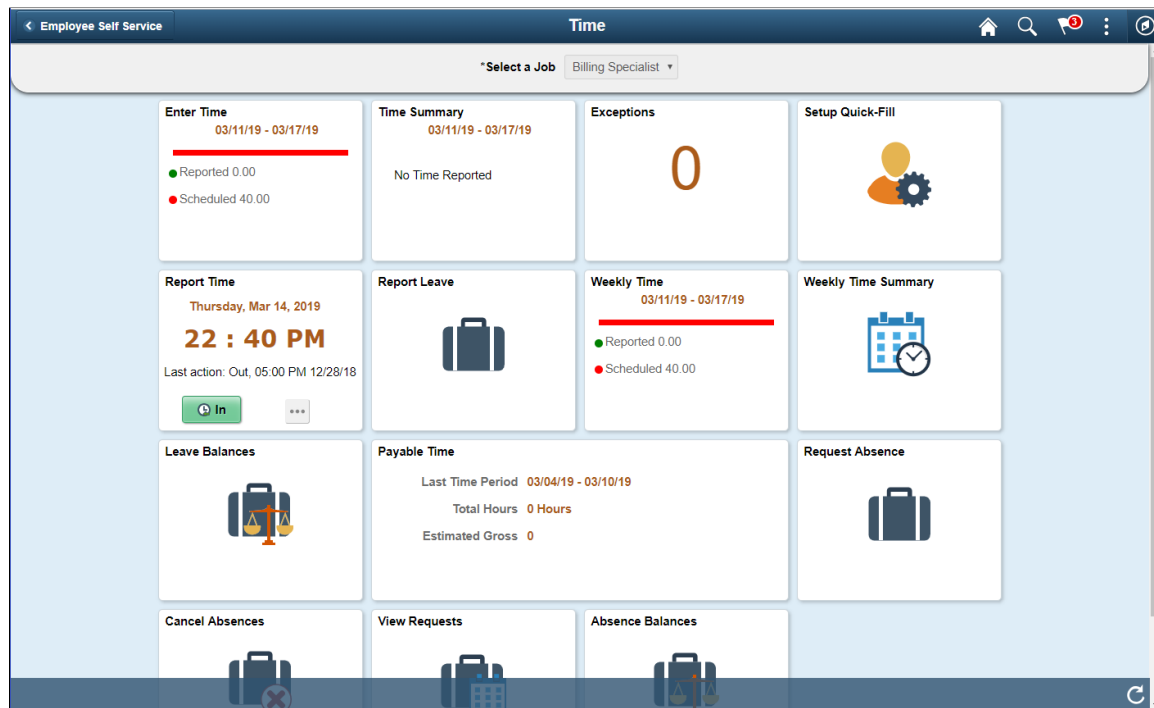 Employee Self Service
Time
3
*Select a Job Billing Specialist
Enter Time
03/11/19 - 03/17/19
Reported 0.00
Scheduled 40.00
Time Summary
03/11/19 - 03/17/19
No Time Reported
Exceptions
0
Setup Quick-Fill
Report Time
Thursday, Mar 14, 2019
22 : 40 PM
Last action: Out, 05:00 PM 12/28/18
In
Report Leave
Weekly Time
03/11/19 - 03/17/19
Reported 0.00
Scheduled 40.00
Weekly Time Summary
Leave Balances
Payable Time
Last Time Period 03/04/19 - 03/10/19
Total Hours 0 Hours
Estimated Gross 0
Request Absence
Cancel Absences
View Requests
Absence Balances